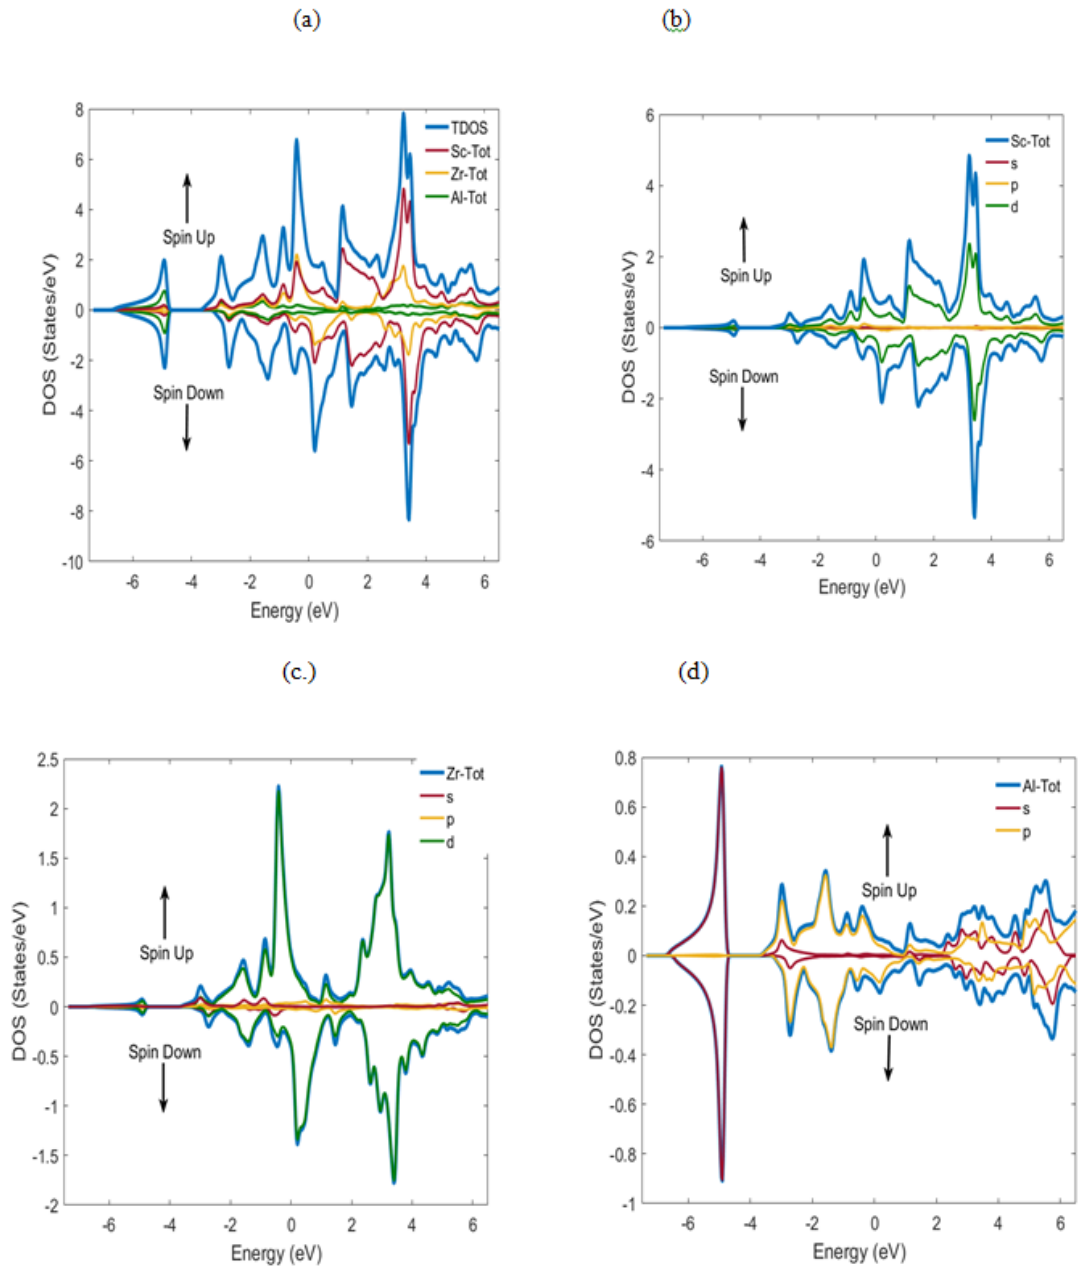 (a)
8
6
4
2
0
-2
-4
-6
-8
-10
DOS (States/eV)
TDOS
Sc-Tot
Zr-Tot
Al-Tot
Spin Up
Spin Down
-6 -4 -2 0 2 4 6
Energy (eV)
(b)
6
4
2
0
-2
-4
-6
DOS (States/eV)
Sc-Tot
s
p
d
Spin Up
Spin Down
-6 -4 -2 0 2 4 6
Energy (eV)
(c.)
2.5
2
1.5
1
0.5
0
-0.5
-1
-1.5
-2
DOS (States/eV)
Zr-Tot
s
p
d
Spin Up
Spin Down
-6 -4 -2 0 2 4 6
Energy (eV)
(d)
0.8
0.6
0.4
0.2
0
-0.2
-0.4
-0.6
-0.8
-1
DOS (States/eV)
Al-Tot
s
p
Spin Up
Spin Down
-6 -4 -2 0 2 4 6
Energy (eV)